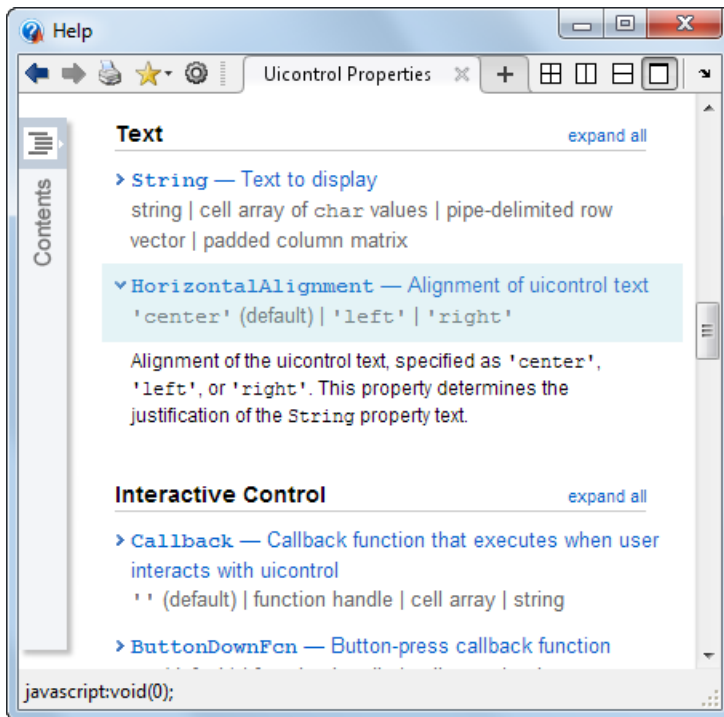 Help
Uicontrol Properties
Contents
Text
expand all
String — Text to display
string | cell array of char values | pipe-delimited row
vector | padded column matrix
HorizontalAlignment — Alignment of uicontrol text
'center' (default) | 'left' | 'right'
Alignment of the uicontrol text, specified as 'center',
'left', or 'right'. This property determines the
justification of the String property text.
Interactive Control
expand all
Callback — Callback function that executes when user
interacts with uicontrol
' ' (default) | function handle | cell array | string
ButtonDownFcn — Button-press callback function
javascript:void(0);